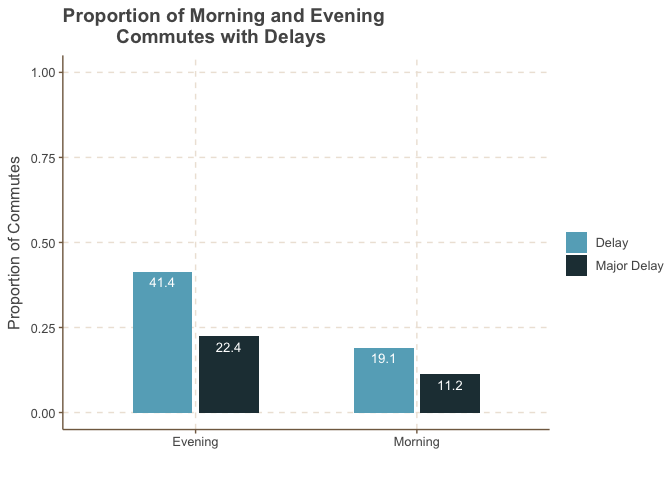 Proportion of Morning and Evening
Commutes with Delays
Proportion of Commutes
1.00
0.75
0.50
0.25
0.00
41.4
22.4
19.1
11.2
Evening
Morning
Delay
Major Delay